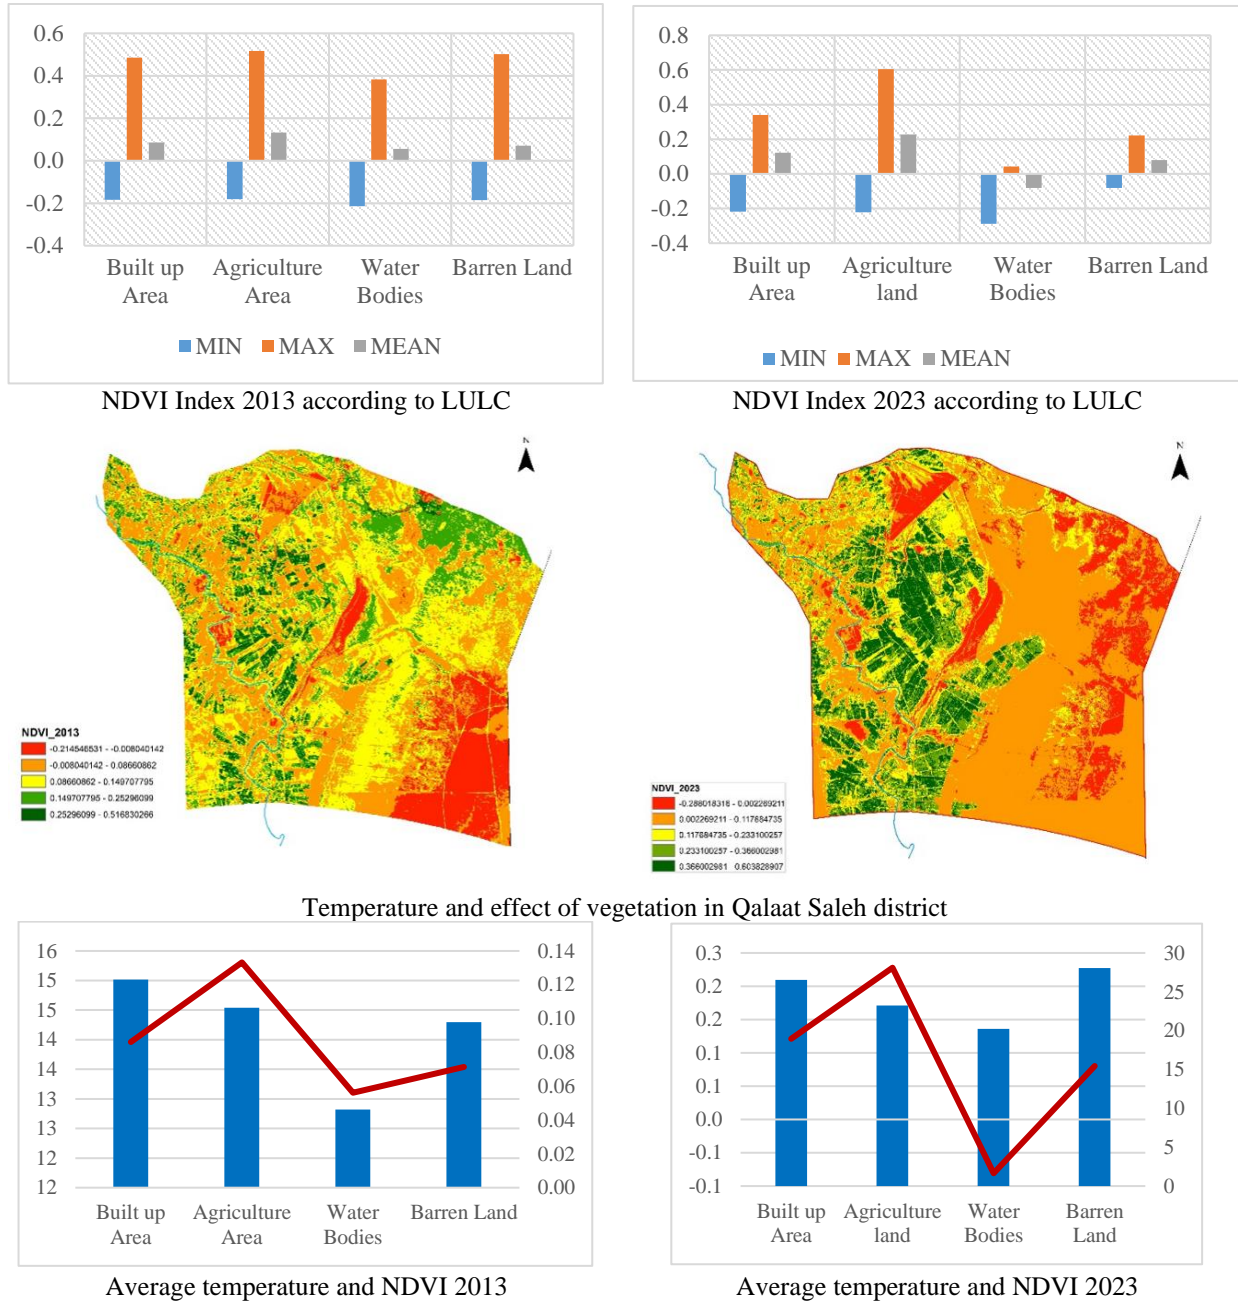 0.6
0.4
0.2
0.0
-0.2
-0.4
Built up Area
Agriculture Area
Water Bodies
Barren Land
MIN MAX MEAN
NDVI Index 2013 according to LULC
0.8
0.6
0.4
0.2
0.0
-0.2
-0.4
Built up Area
Agriculture land
Water Bodies
Barren Land
MIN MAX MEAN
NDVI Index 2023 according to LULC
N
NDVI_2013
-0.214546531 - -0.008040142
-0.008040142 - 0.08660862
0.08660862 - 0.149707795
0.149707795 - 0.25296099
0.25296099 - 0.516830266
N
NDVI_2023
-0.288018318 - 0.002269211
0.002269211 - 0.117684735
0.117684735 - 0.233100257
0.233100257 - 0.366002981
0.366002981 - 0.603828907
Temperature and effect of vegetation in Qalaat Saleh district
16
15
15
14
14
13
13
12
12
0.14
0.12
0.10
0.08
0.06
0.04
0.02
0.00
Built up Area
Agriculture Area
Water Bodies
Barren Land
Average temperature and NDVI 2013
0.3
0.2
0.2
0.1
0.1
0.0
-0.1
-0.1
30
25
20
15
10
5
0
Built up Area
Agriculture land
Water Bodies
Barren Land
Average temperature and NDVI 2023